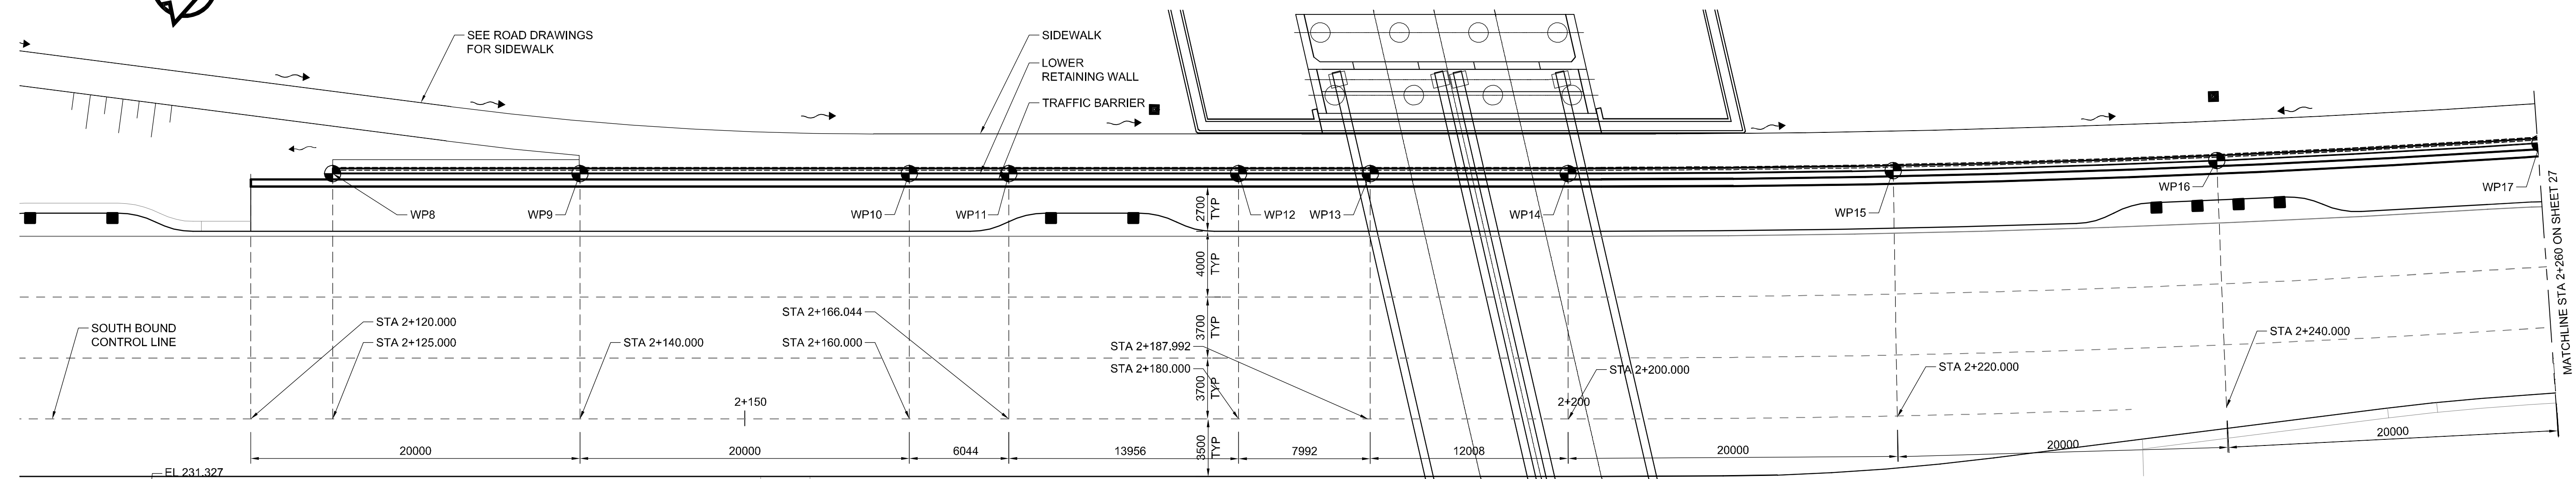 SEE ROAD DRAWINGS
FOR SIDEWALK
SIDEWALK
LOWER
RETAINING WALL
TRAFFIC BARRIER
WP8
WP9
WP10
WP11
WP12
WP13
WP14
WP15
WP16
WP17
2700
TYP
4000
TYP
3700
TYP
3700
TYP
3500
TYP
SOUTH BOUND
CONTROL LINE
STA 2+120.000
STA 2+125.000
STA 2+140.000
STA 2+166.044
STA 2+160.000
STA 2+187.992
STA 2+180.000
STA 2+200.000
STA 2+220.000
STA 2+240.000
MATCHLINE STA 2+260 ON SHEET 27
2+150
2+200
20000
20000
6044
13956
7992
12008
20000
20000
20000
EL 231.327